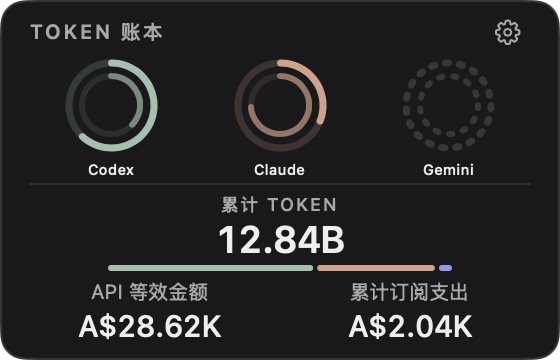 TOKEN 账本
Codex
Claude
Gemini
累计 TOKEN
12.84B
API 等效金额
累计订阅支出
A$28.62K
A$2.04K